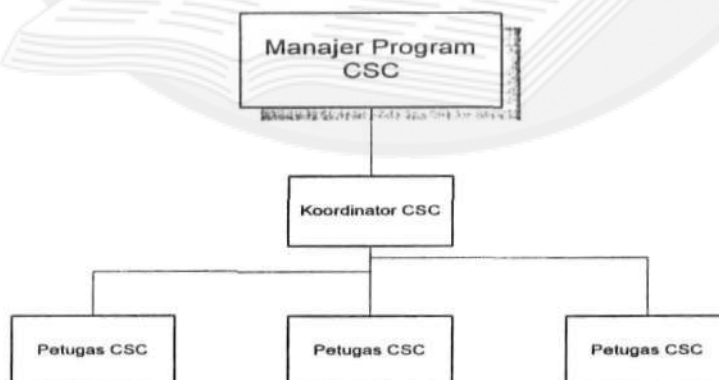 Manajer Program
CSC
Koordinator CSC
Petugas CSC
Petugas CSC
Petugas CSC